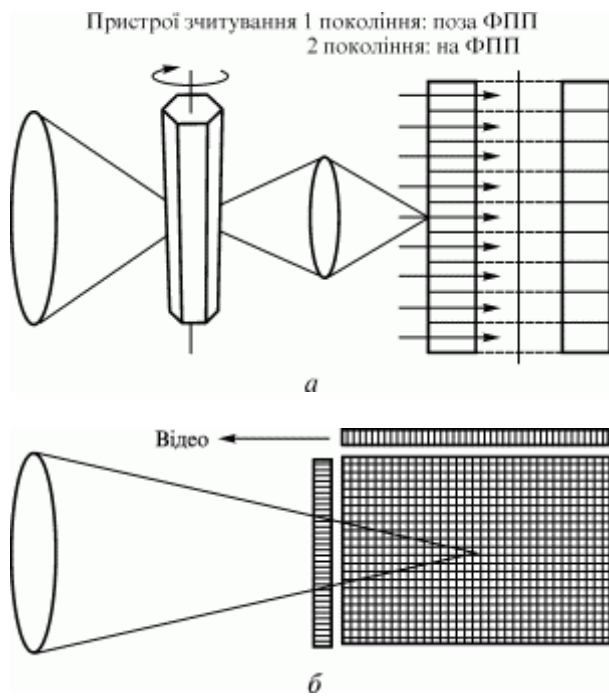 Пристрої зчитування 1 покоління: поза ФПП
2 покоління: на ФПП
а
Відео
б